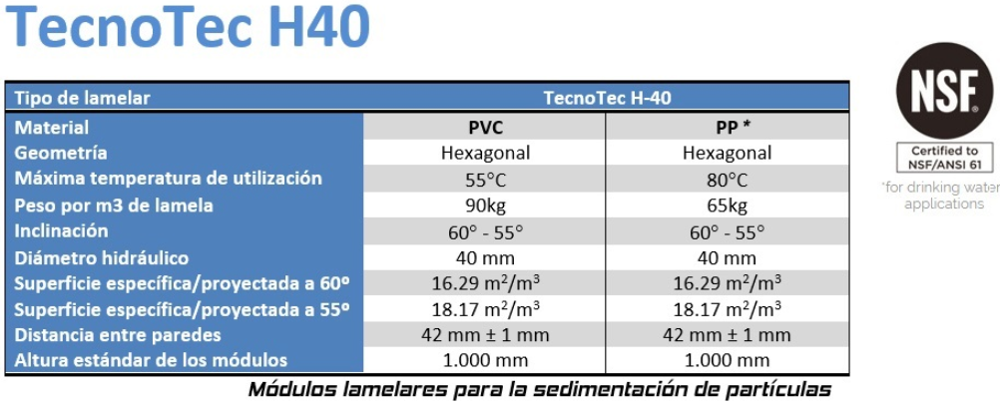 TecnoTec H40
Tipo de lamelar TecnoTec H-40
Material PVC PP *
Geometría Hexagonal Hexagonal
Máxima temperatura de utilización 55°C 80°C
Peso por m3 de lamela 90kg 65kg
Inclinación 60° - 55° 60° - 55°
Diámetro hidráulico 40 mm 40 mm
Superficie específica/proyectada a 60º 16.29 m²/m³ 16.29 m²/m³
Superficie específica/proyectada a 55º 18.17 m²/m³ 18.17 m²/m³
Distancia entre paredes 42 mm ± 1 mm 42 mm ± 1 mm
Altura estándar de los módulos 1.000 mm 1.000 mm
Módulos lamelares para la sedimentación de partículas
NSF®
Certified to
NSF/ANSI 61
*for drinking water
applications